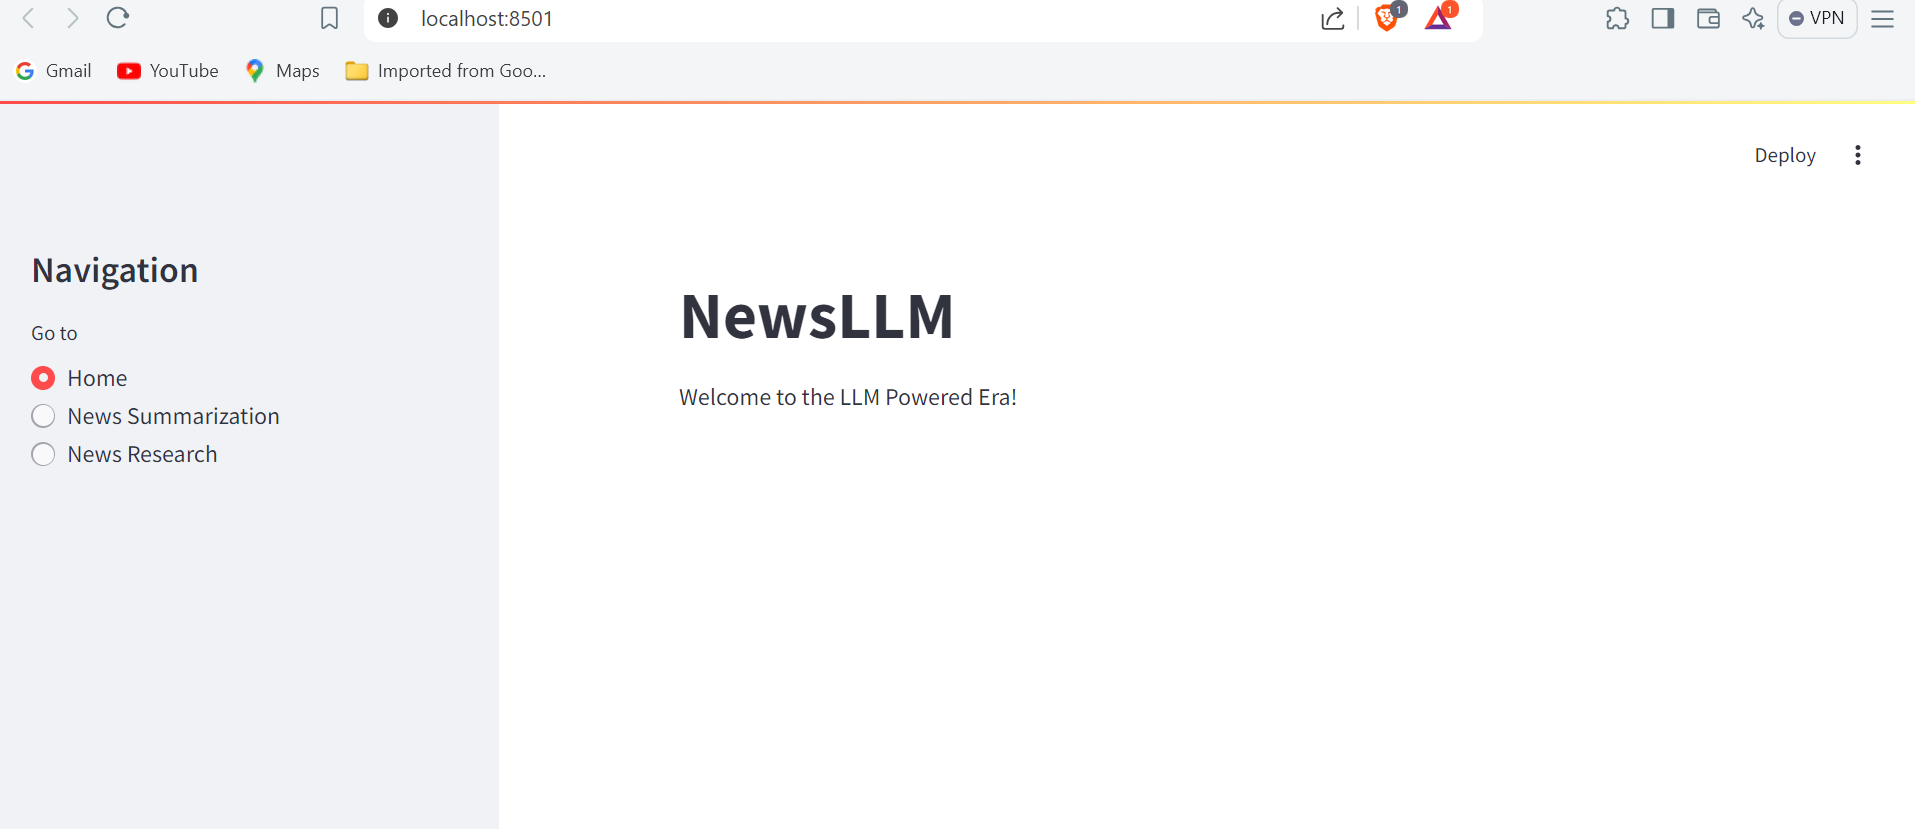 localhost:8501
1
1
VPN
Gmail
YouTube
Maps
Imported from Goo...
Deploy
Navigation
Go to
Home
News Summarization
News Research
NewsLLM
Welcome to the LLM Powered Era!